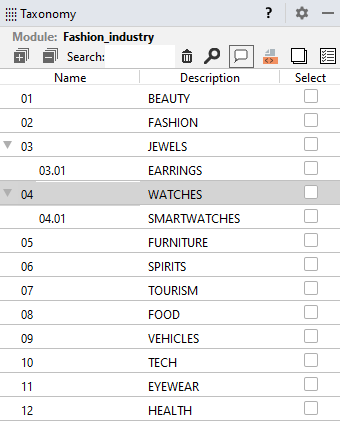 Taxonomy ?
Module: Fashion_industry
Search:
Name Description Select
01 BEAUTY
02 FASHION
03 JEWELS
03.01 EARRINGS
04 WATCHES
04.01 SMARTWATCHES
05 FURNITURE
06 SPIRITS
07 TOURISM
08 FOOD
09 VEHICLES
10 TECH
11 EYEWEAR
12 HEALTH